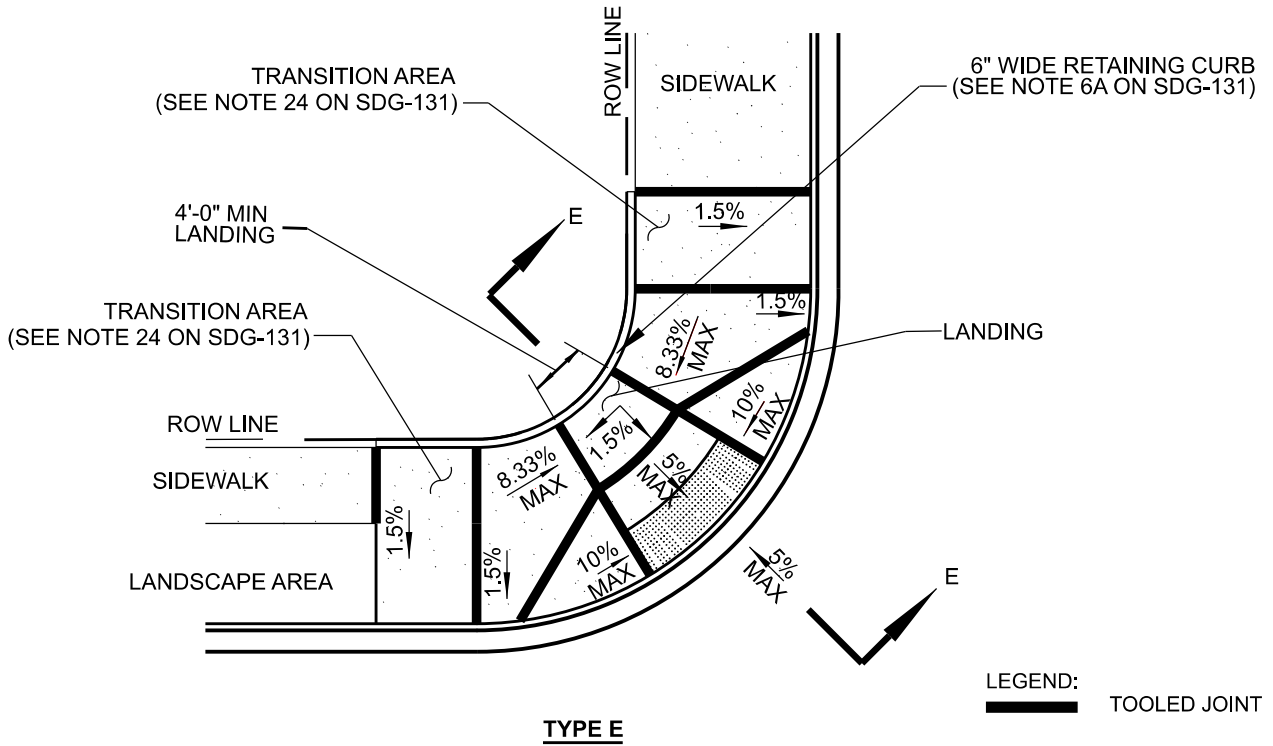 TRANSITION AREA
(SEE NOTE 24 ON SDG-131)
ROW LINE
SIDEWALK
6" WIDE RETAINING CURB
(SEE NOTE 6A ON SDG-131)
4'-0" MIN
LANDING
E
1.5%
TRANSITION AREA
(SEE NOTE 24 ON SDG-131)
1.5%
8.33%
MAX
LANDING
10%
MAX
ROW LINE
SIDEWALK
1.5%
8.33%
MAX
1.5%
5%
MAX
LANDSCAPE AREA
1.5%
10%
MAX
5%
MAX
E
LEGEND:
TOOLED JOINT
TYPE E